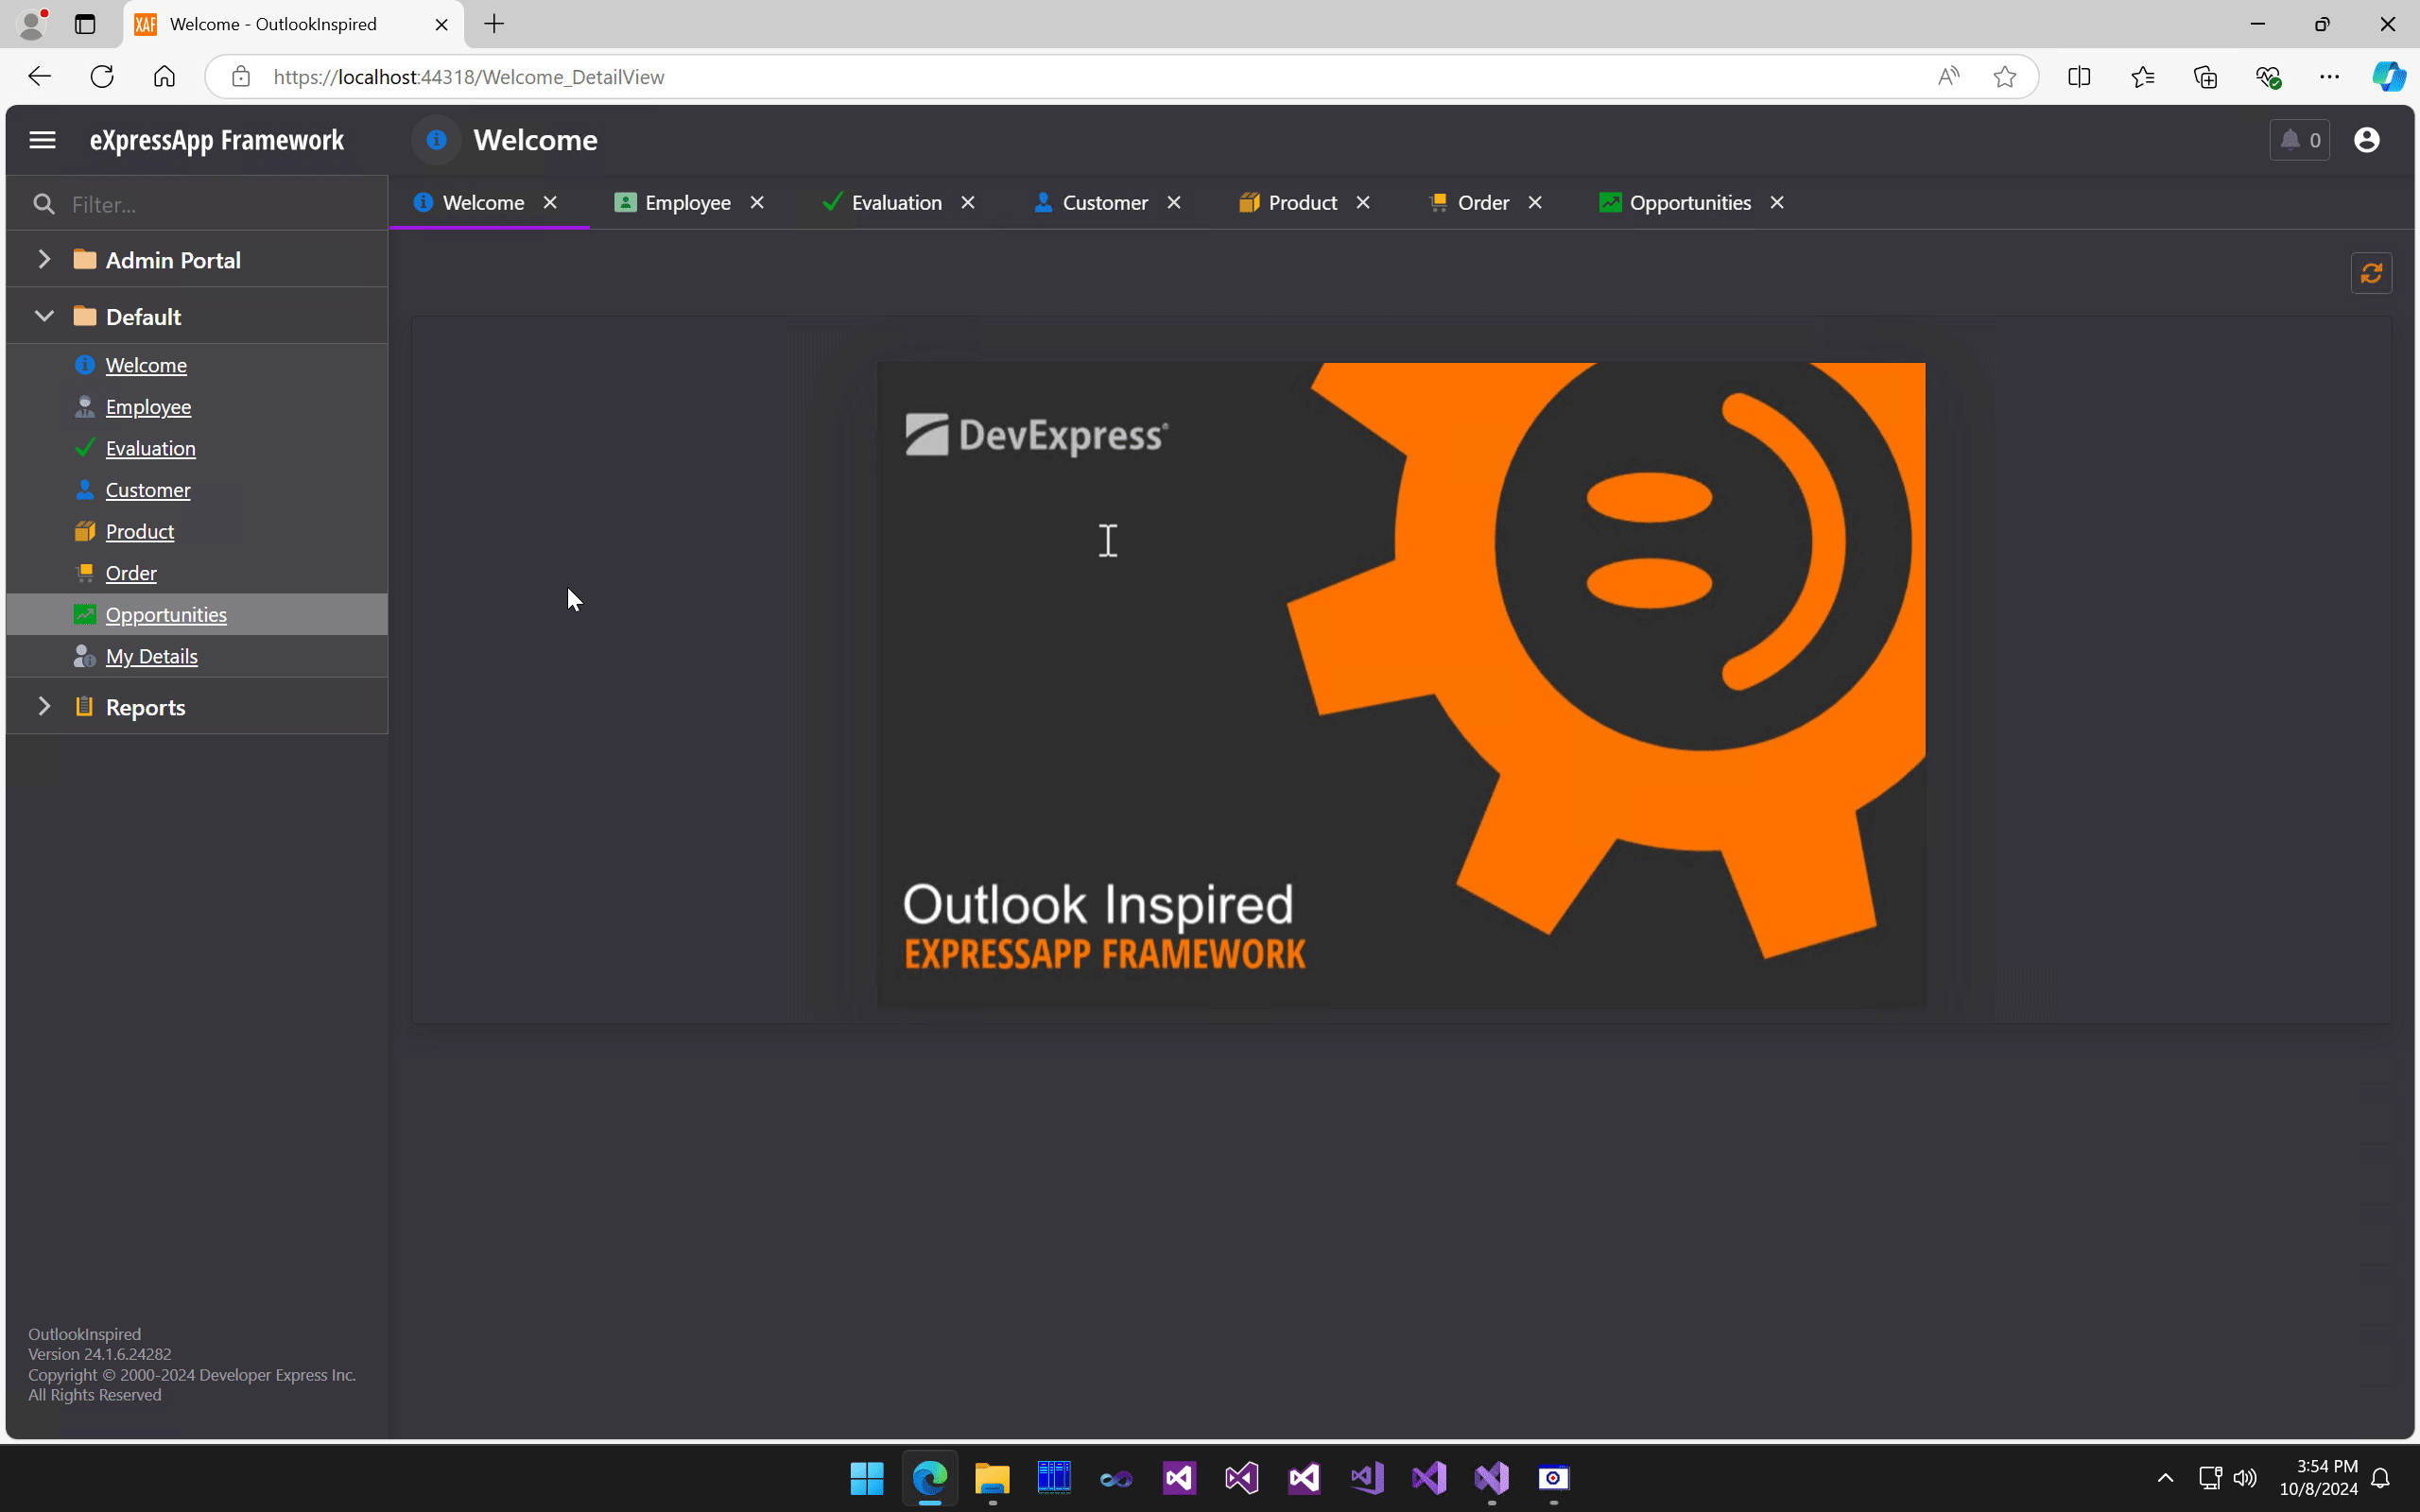 XAF Welcome - OutlookInspired
https://localhost:44318/Welcome_DetailView
eXpressApp Framework
Welcome
0
Filter...
Welcome
Employee
Evaluation
Customer
Product
Order
Opportunities
Admin Portal
Default
Welcome
Employee
Evaluation
Customer
Product
Order
Opportunities
My Details
Reports
DevExpress®
Outlook Inspired
EXPRESSAPP FRAMEWORK
OutlookInspired
Version 24.1.6.24282
Copyright © 2000-2024 Developer Express Inc.
All Rights Reserved
3:54 PM
10/8/2024